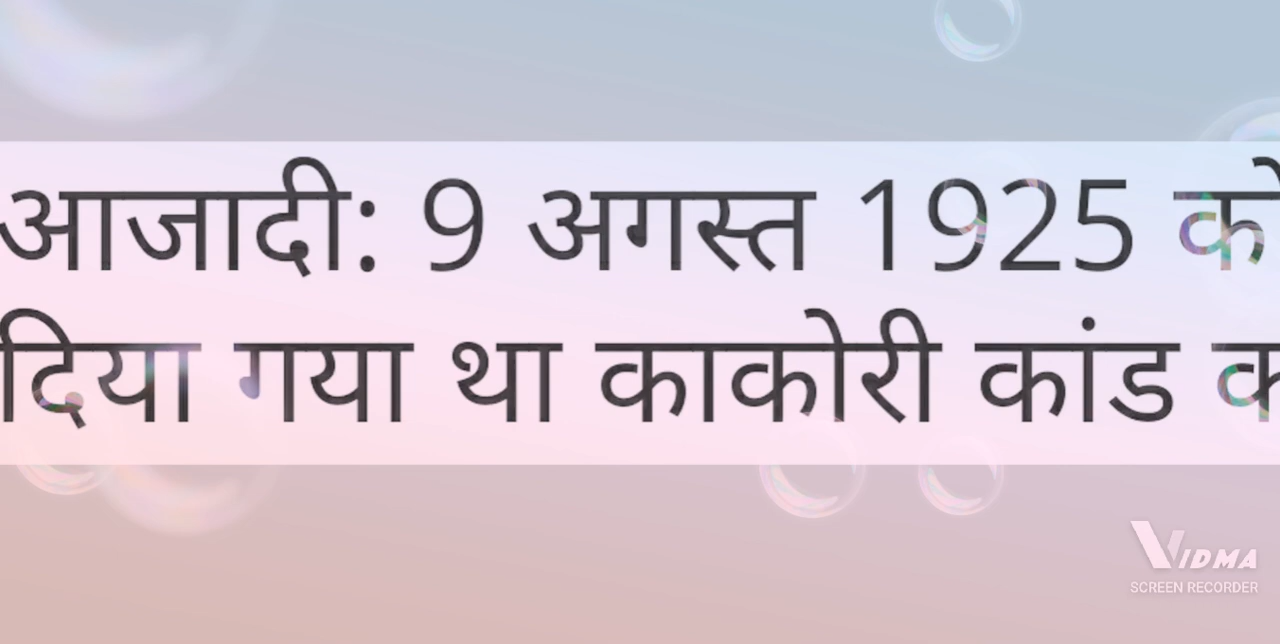 आजादी: 9 अगस्त 1925 को
दिया गया था काकोरी कांड
VIDMA
SCREEN RECORDER